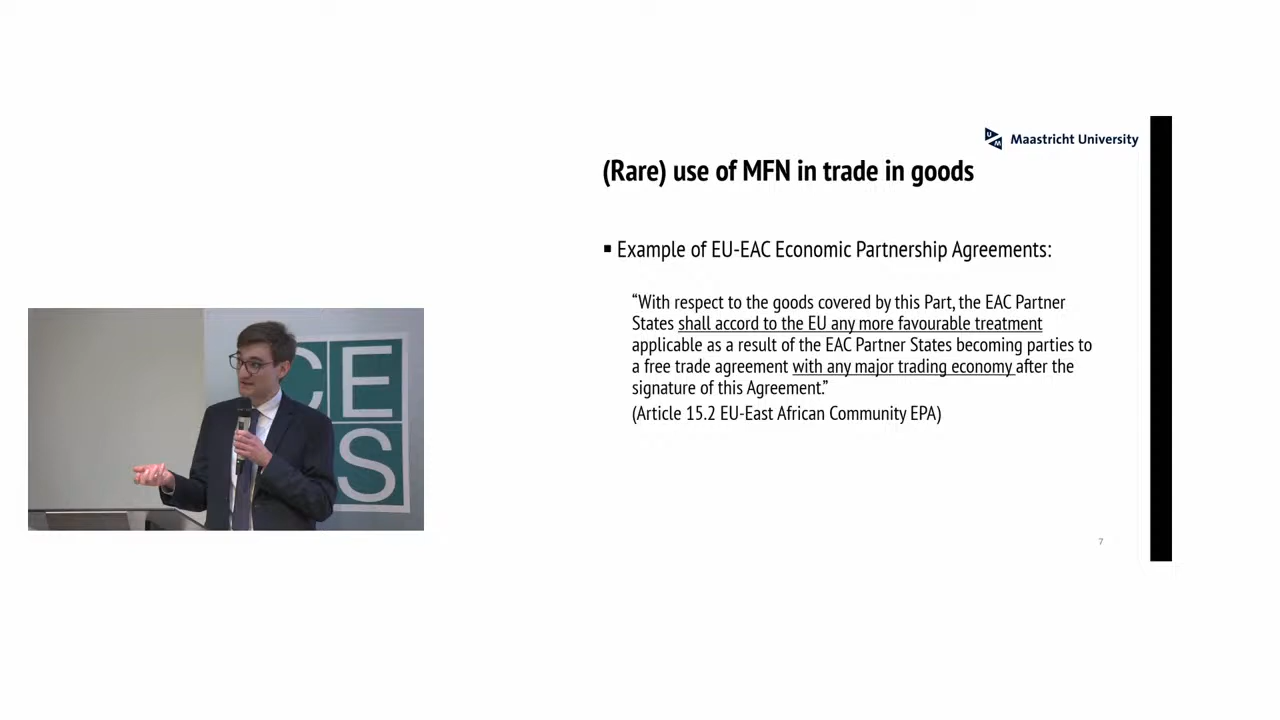 UM Maastricht University
(Rare) use of MFN in trade in goods
▪ Example of EU-EAC Economic Partnership Agreements:
“With respect to the goods covered by this Part, the EAC Partner
States shall accord to the EU any more favourable treatment
applicable as a result of the EAC Partner States becoming parties to
a free trade agreement with any major trading economy after the
signature of this Agreement.”
(Article 15.2 EU-East African Community EPA)
7
CE
S